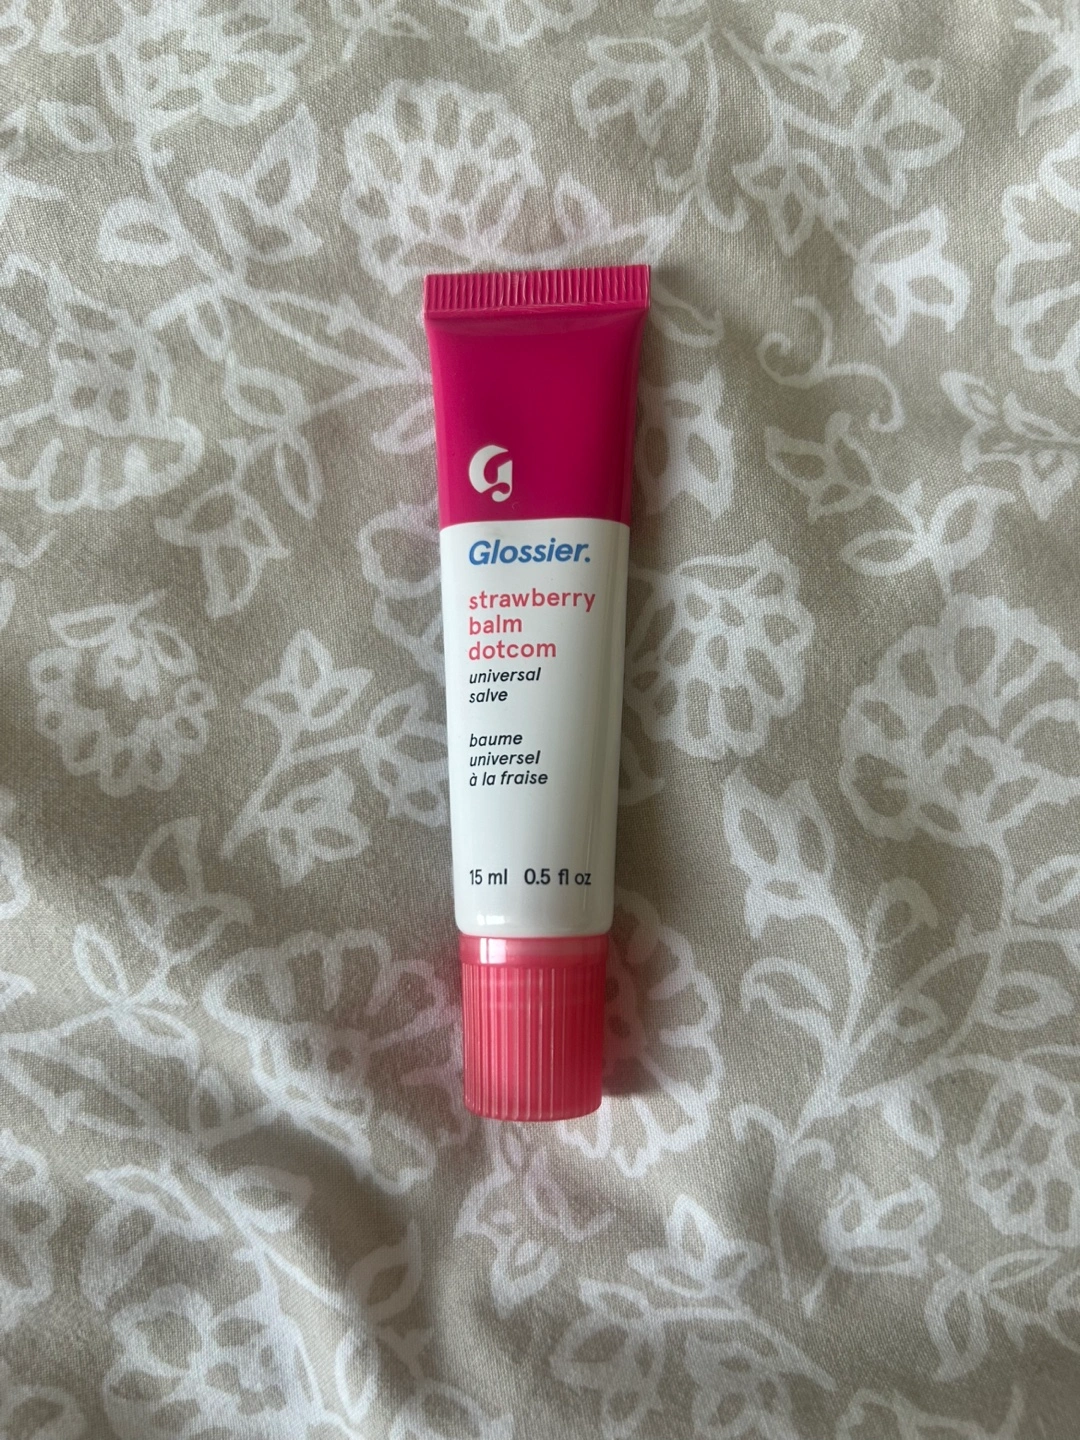 G
Glossier.
strawberry
balm
dotcom
universal
salve
baume
universel
à la fraise
15 ml 0.5 fl oz